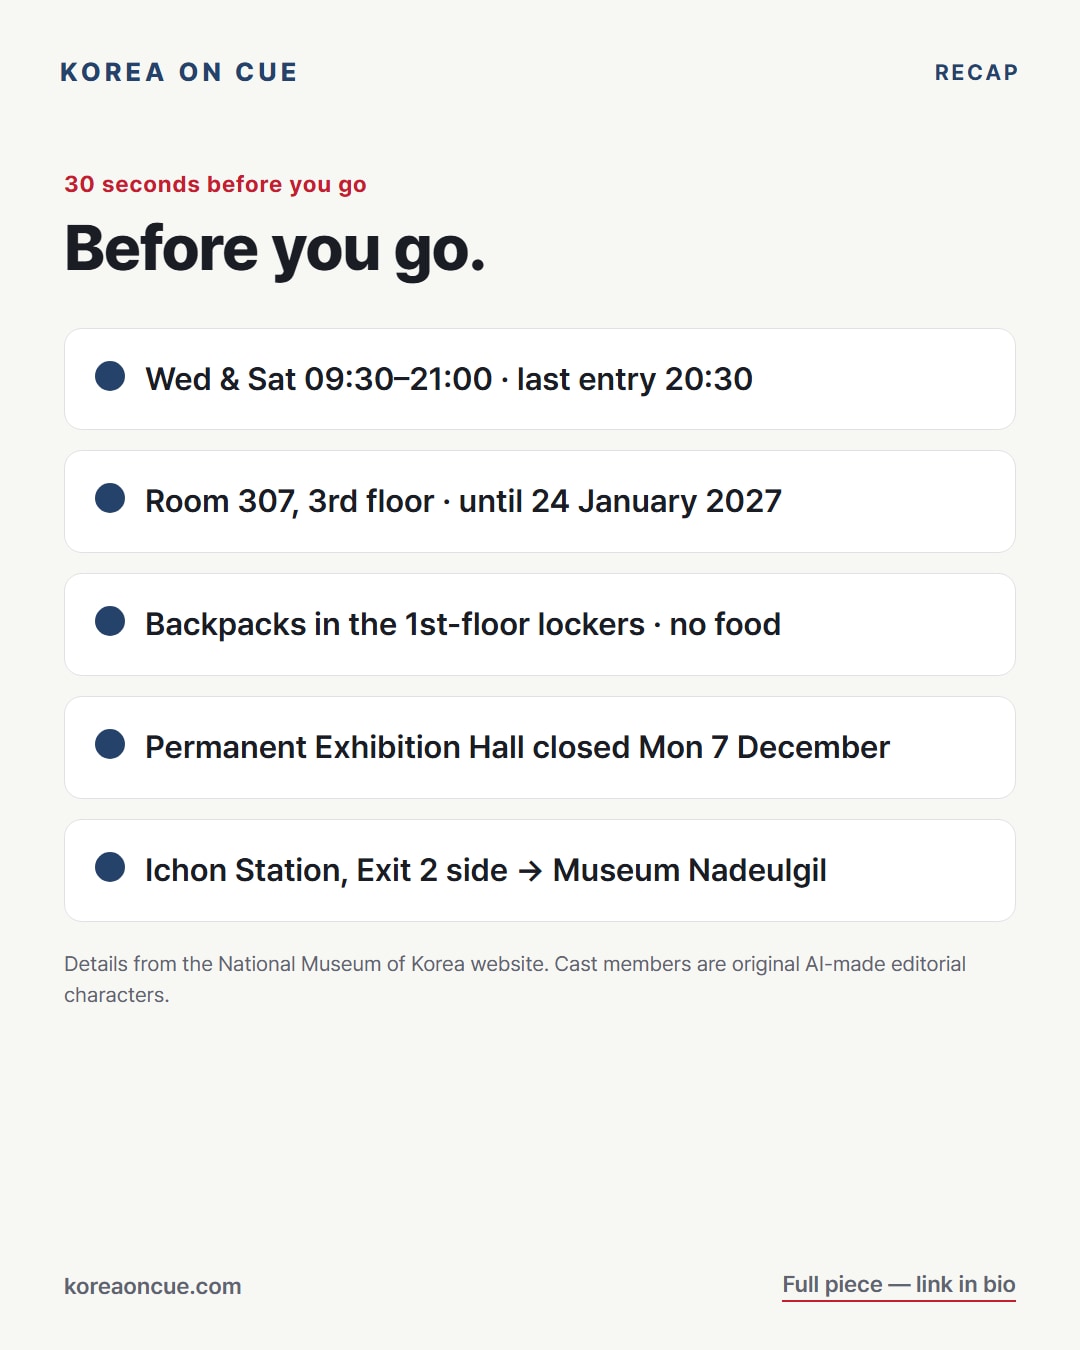 KOREA ON CUE
RECAP
30 seconds before you go
Before you go.
Wed & Sat 09:30–21:00 · last entry 20:30
Room 307, 3rd floor · until 24 January 2027
Backpacks in the 1st-floor lockers · no food
Permanent Exhibition Hall closed Mon 7 December
Ichon Station, Exit 2 side → Museum Nadeulgil
Details from the National Museum of Korea website. Cast members are original AI-made editorial
characters.
koreaoncue.com
Full piece — link in bio